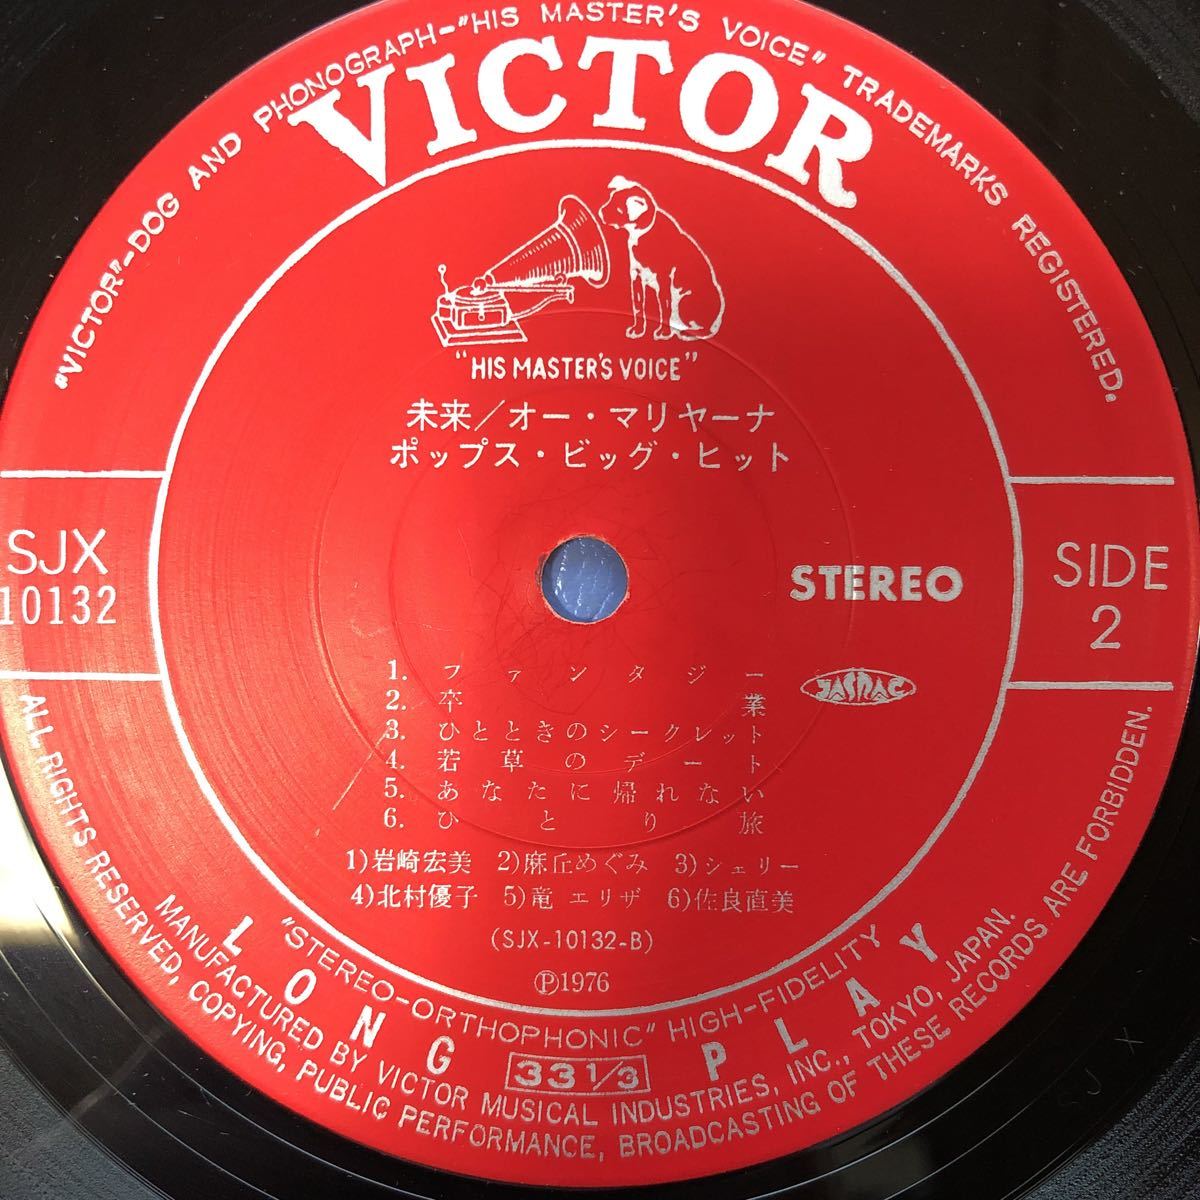 "VICTOR"-DOG AND PHONOGRAPH-"HIS MASTER'S VOICE" TRADEMARKS REGISTERED.
VICTOR
"HIS MASTER'S VOICE"
未来/オー・マリヤーナ
ポップス・ビッグ・ヒット
SJX
10132
STEREO
SIDE
2
JASRAC
1. ファンタジー
2. 卒業
3. ひとときのシークレット
4. 若草のデート
5. あなたに帰れない
6. ひとり旅
1)岩崎宏美 2)麻丘めぐみ 3)シェリー
4)北村優子 5)竜 エリザ 6)佐良直美
(SJX-10132-B)
Ⓟ1976
"STEREO-ORTHOPHONIC" HIGH-FIDELITY
LONG PLAY
33 1/3
MANUFACTURED BY VICTOR MUSICAL INDUSTRIES, INC., TOKYO, JAPAN.
ALL RIGHTS RESERVED, COPYING, PUBLIC PERFORMANCE, BROADCASTING OF THESE RECORDS ARE FORBIDDEN.